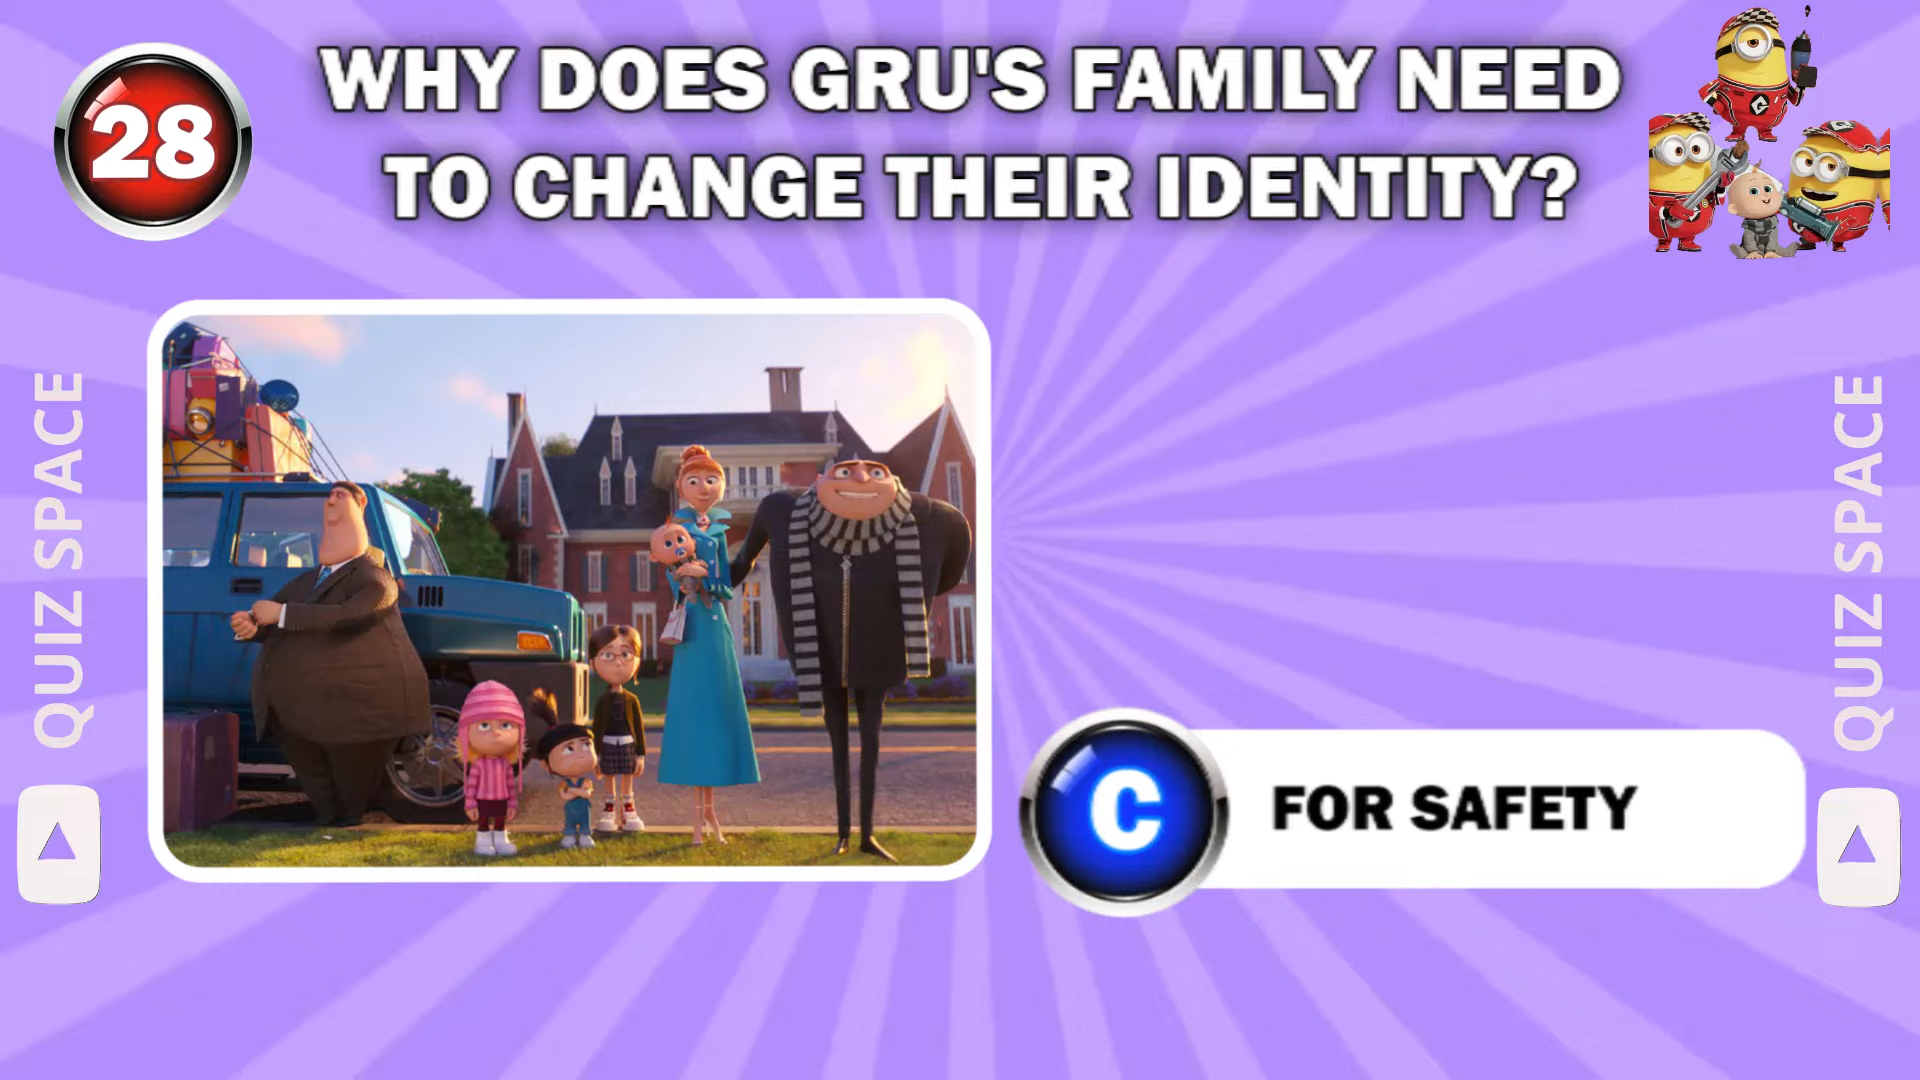 28
WHY DOES GRU'S FAMILY NEED
TO CHANGE THEIR IDENTITY?
QUIZ SPACE
C
FOR SAFETY
QUIZ SPACE